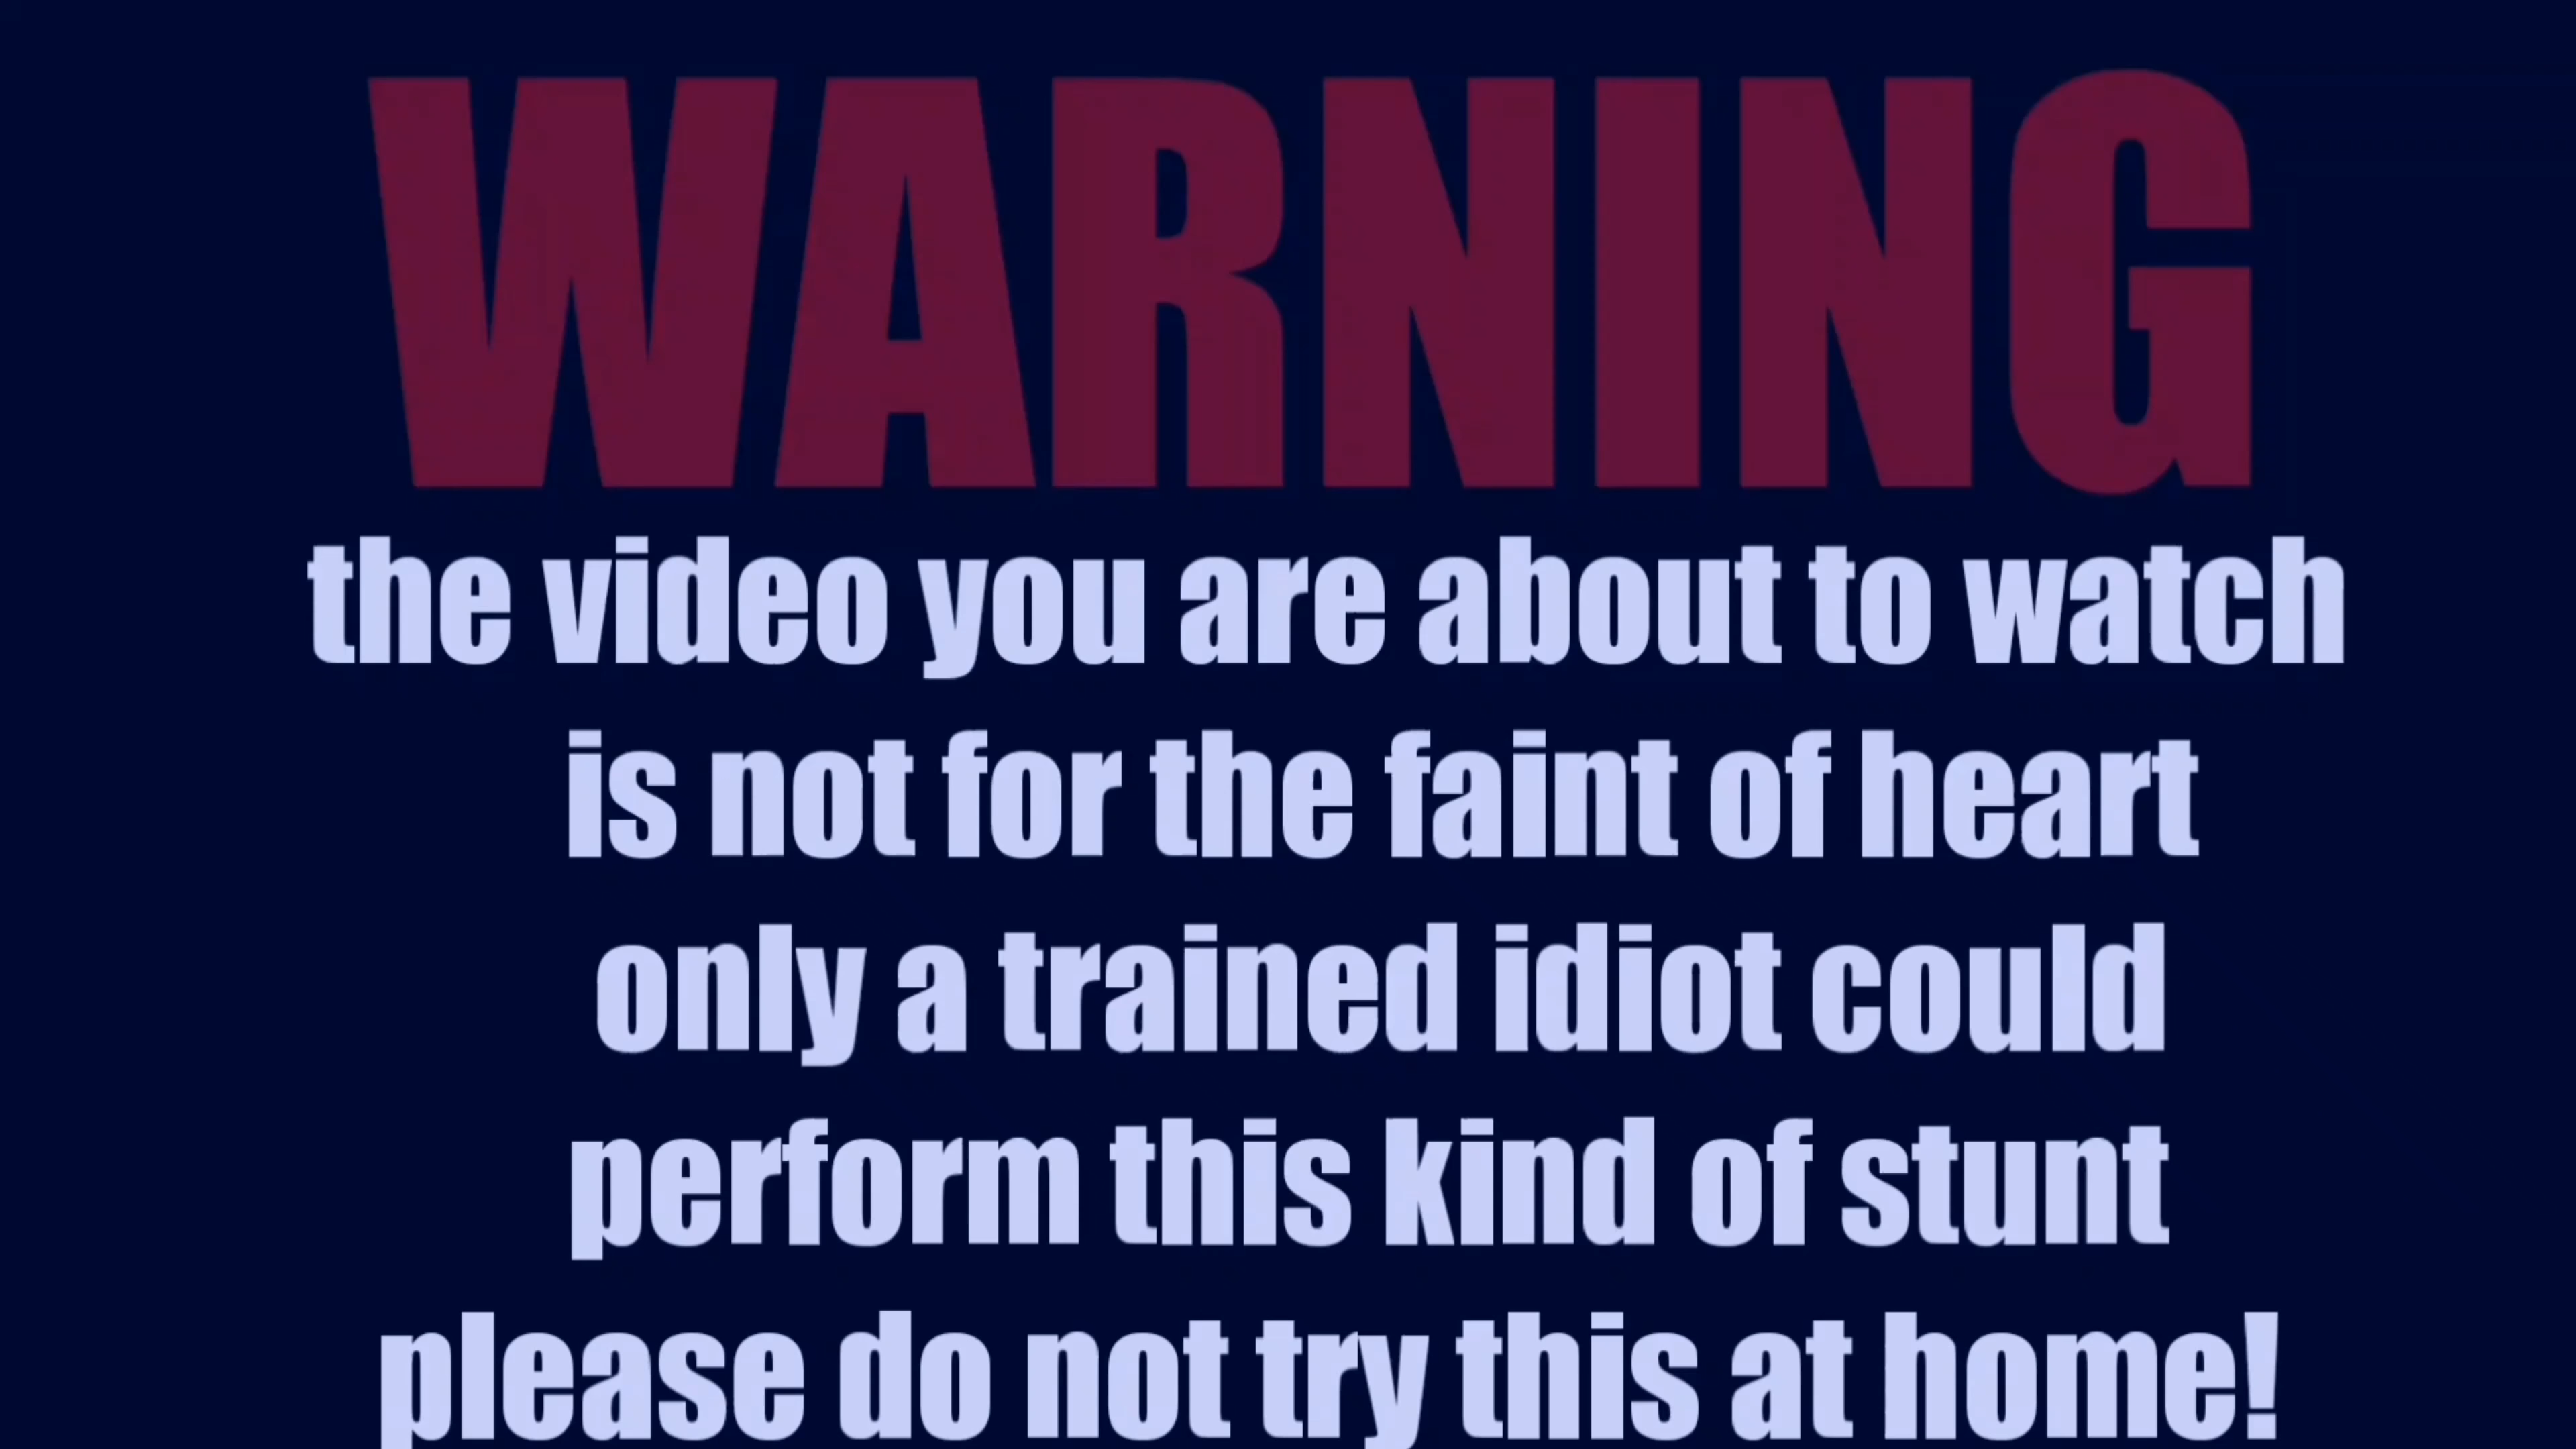 WARNING
the video you are about to watch
is not for the faint of heart
only a trained idiot could
perform this kind of stunt
please do not try this at home!